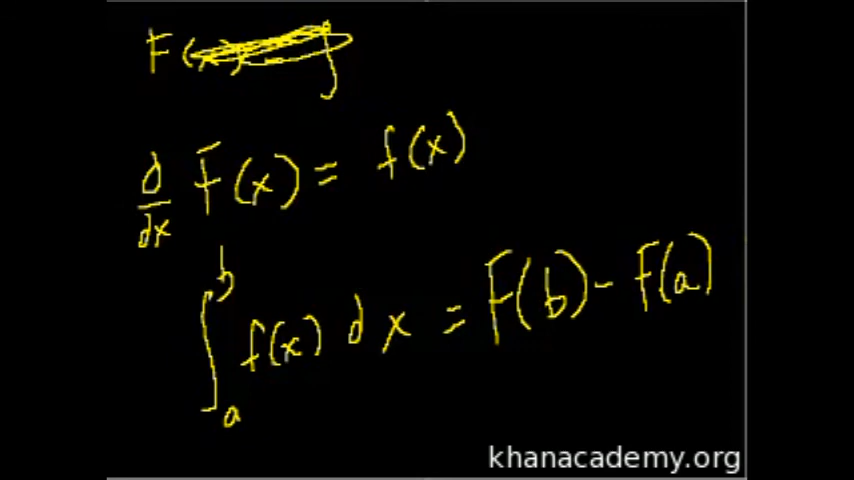 F(x)
d/dx F(x) = f(x)
∫_a^b f(x) dx = F(b) - F(a)
khanacademy.org